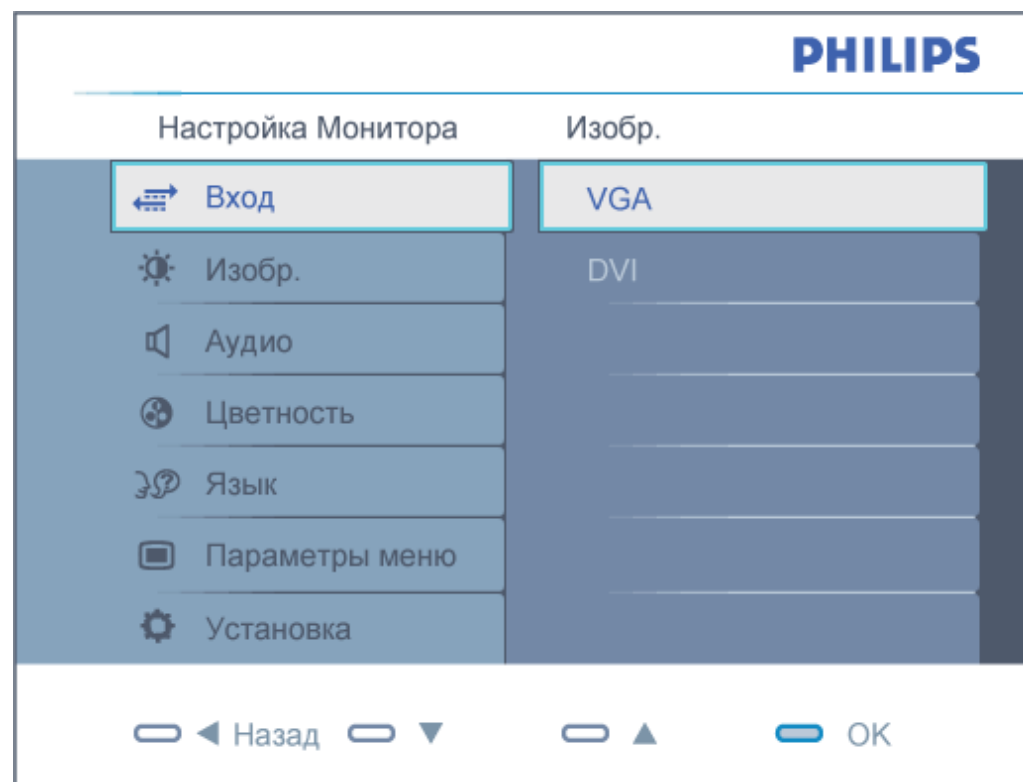 PHILIPS
Настройка Монитора Изобр.
Вход VGA
Изобр. DVI
Аудио
Цветность
Язык
Параметры меню
Установка
Назад OK